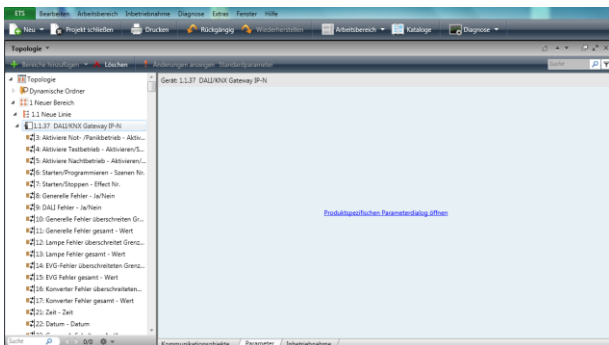 ETS Bearbeiten Arbeitsbereich Inbetriebnahme Diagnose Extras Fenster Hilfe
Neu Projekt schließen Drucken Rückgängig Wiederherstellen Arbeitsbereich Kataloge Diagnose
Topologie
Bereiche hinzufügen Löschen Änderungen anzeigen Standardparameter Suche
Topologie
Dynamische Ordner
1 Neuer Bereich
1.1 Neue Linie
1.1.37 DALI/KNX Gateway IP-N
3: Aktiviere Not- /Panikbetrieb - Aktiv...
4: Aktiviere Testbetrieb - Aktivieren/S...
5: Aktiviere Nachtbetrieb - Aktivieren/...
6: Starten/Programmieren - Szenen Nr.
7: Starten/Stoppen - Effect Nr.
8: Generelle Fehler - Ja/Nein
9: DALI Fehler - Ja/Nein
10: Generelle Fehler überschreiten Gr...
11: Generelle Fehler gesamt - Wert
12: Lampe Fehler überschreitet Grenz...
13: Lampe Fehler gesamt - Wert
14: EVG-Fehler überschreiteten Grenz...
15: EVG Fehler gesamt - Wert
16: Konverter Fehler überschreiteten...
17: Konverter Fehler gesamt - Wert
21: Zeit - Zeit
22: Datum - Datum
Suche 0/0
Gerät: 1.1.37 DALI/KNX Gateway IP-N
Produktspezifischen Parameterdialog öffnen
Kommunikationsobjekte Parameter Inbetriebnahme